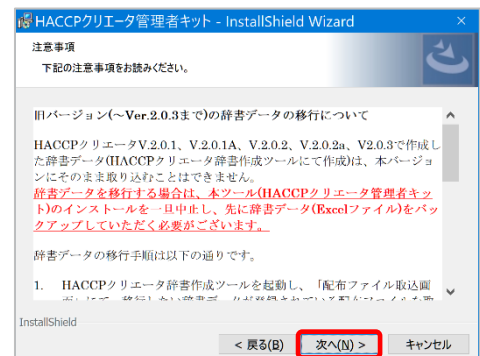 HACCPクリエータ管理者キット - InstallShield Wizard
注意事項
下記の注意事項をお読みください。
旧バージョン(～Ver.2.0.3まで)の辞書データの移行について
HACCPクリエータV.2.0.1、V.2.0.1A、V.2.0.2、V.2.0.2a、V2.0.3で作成し
た辞書データ(HACCPクリエータ辞書作成ツールにて作成)は、本バージョ
ンにそのまま取り込むことはできません。
辞書データを移行する場合は、本ツール(HACCPクリエータ管理者キッ
ト)のインストールを一旦中止し、先に辞書データ(Excelファイル)をバッ
クアップしていただく必要がございます。
辞書データの移行手順は以下の通りです。
1. HACCPクリエータ辞書作成ツールを起動し、「配布ファイル取込画
InstallShield
< 戻る(B)
次へ(N) >
キャンセル